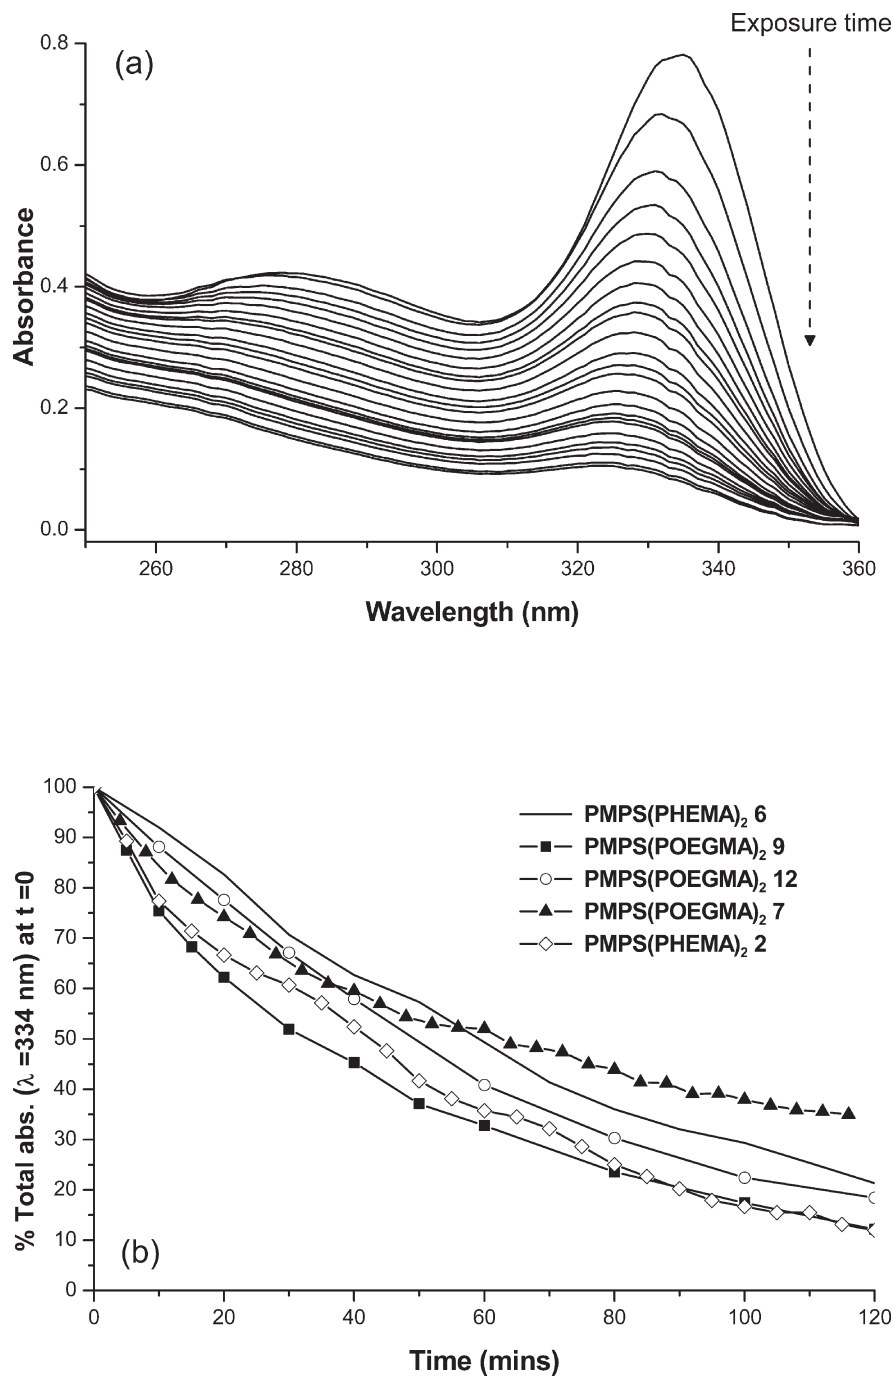 Exposure time
(a)
0.8
0.6
0.4
0.2
0.0
Absorbance
260 280 300 320 340 360
Wavelength (nm)
100
90
80
70
60
50
40
30
20
10
0
% Total abs. (λ =334 nm) at t =0
PMPS(PHEMA)₂ 6
PMPS(POEGMA)₂ 9
PMPS(POEGMA)₂ 12
PMPS(POEGMA)₂ 7
PMPS(PHEMA)₂ 2
(b)
0 20 40 60 80 100 120
Time (mins)